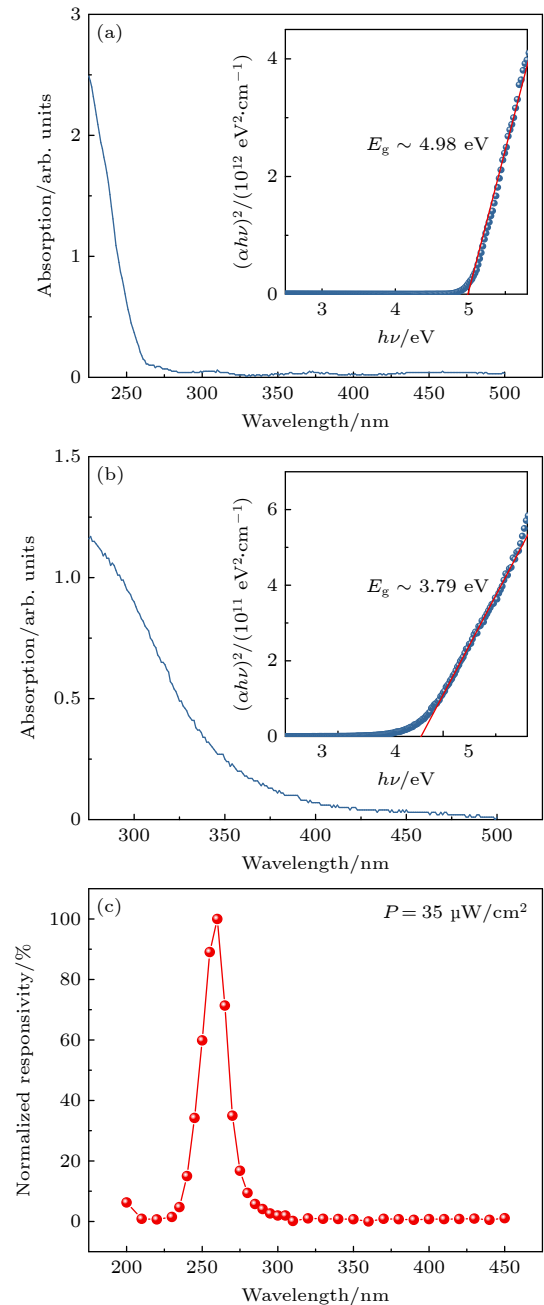 (a)
Absorption/arb. units
3
2
1
0
250
300
350
400
450
500
Wavelength/nm
(αhν)²/(10¹² eV²·cm⁻¹)
4
2
0
3
4
5
hν/eV
E_g ∼ 4.98 eV
(b)
Absorption/arb. units
1.5
1.0
0.5
0
300
350
400
450
500
Wavelength/nm
(αhν)²/(10¹¹ eV²·cm⁻¹)
6
4
2
0
3
4
5
hν/eV
E_g ∼ 3.79 eV
(c)
P = 35 µW/cm²
Normalized responsivity/%
100
80
60
40
20
0
200
250
300
350
400
450
Wavelength/nm